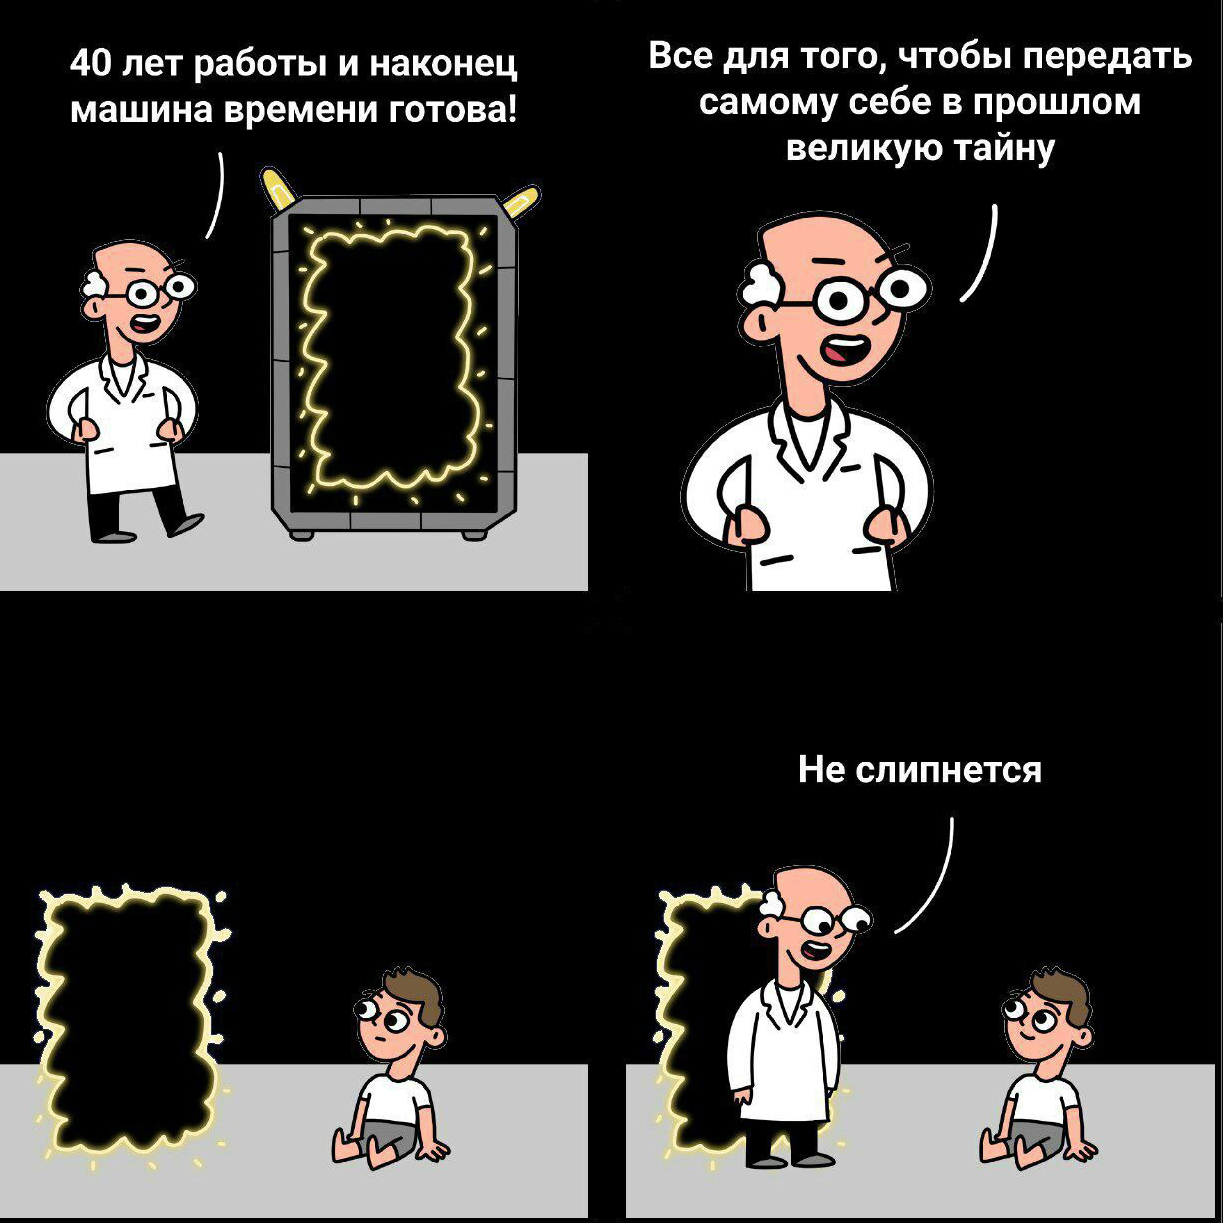 40 лет работы и наконец
машина времени готова!
Все для того, чтобы передать
самому себе в прошлом
великую тайну
Не слипнется